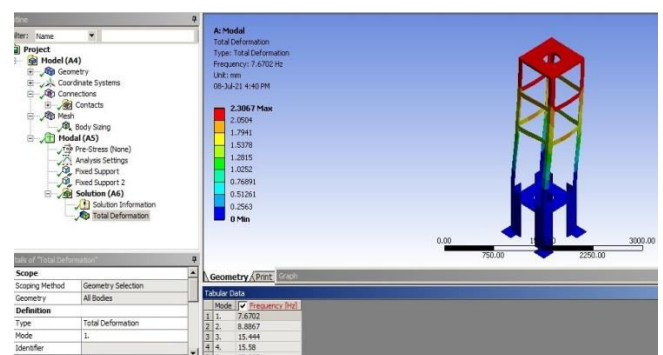 Filter: Name
Project
Model (A4)
Geometry
Coordinate Systems
Connections
Contacts
Mesh
Body Sizing
Modal (A5)
Pre-Stress (None)
Analysis Settings
Fixed Support
Fixed Support 2
Solution (A6)
Solution Information
Total Deformation
tails of "Total Deformation"
Scope
Scoping Method Geometry Selection
Geometry All Bodies
Definition
Type Total Deformation
Mode 1.
Identifier
A: Modal
Total Deformation
Type: Total Deformation
Frequency: 7.6702 Hz
Unit: mm
08-Jul-21 4:40 PM
2.3067 Max
2.0504
1.7941
1.5378
1.2815
1.0252
0.76891
0.51261
0.2563
0 Min
0.00 3000.00
750.00 2250.00
Geometry Print Graph
Tabular Data
Mode Frequency [Hz]
1 1. 7.6702
2 2. 8.8867
3 3. 15.444
4 4. 15.58